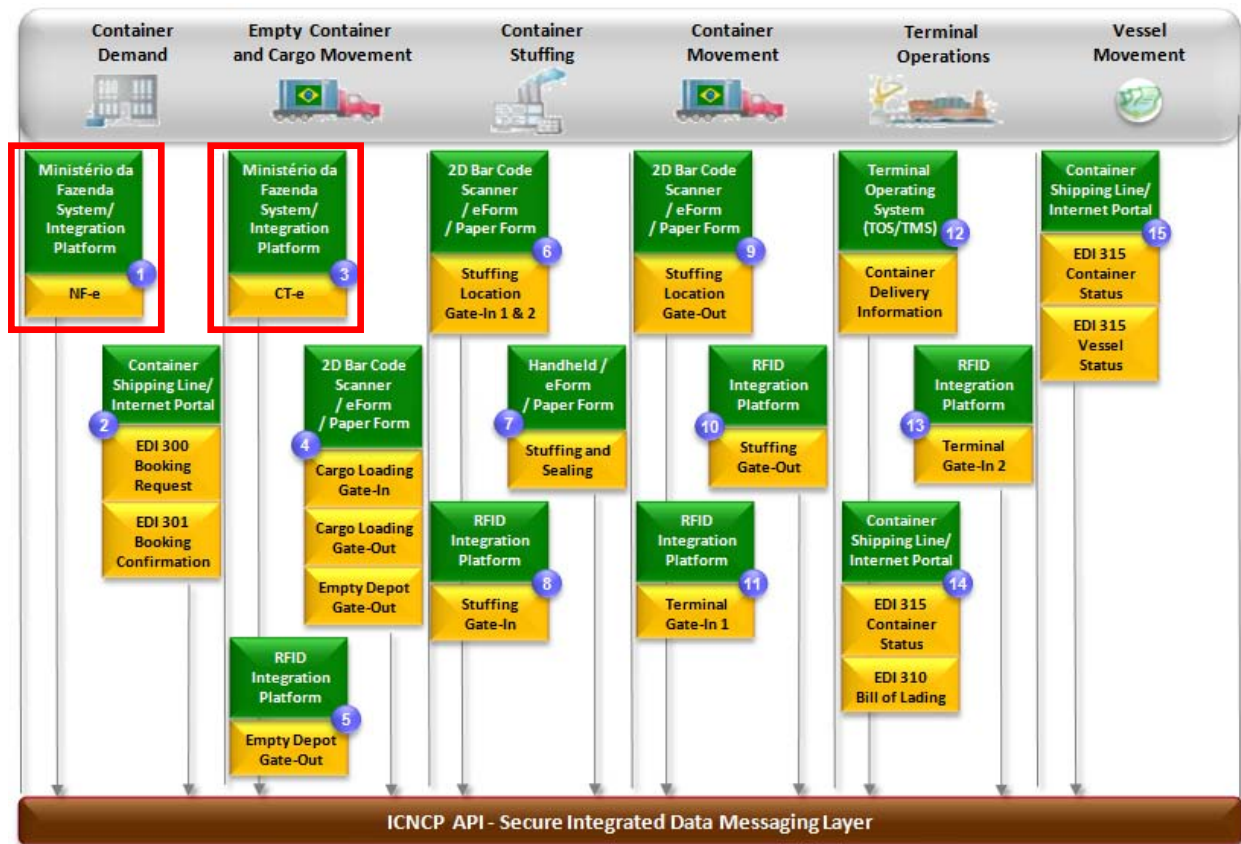 Container
Demand
Empty Container
and Cargo Movement
Container
Stuffing
Container
Movement
Terminal
Operations
Vessel
Movement
Ministério da
Fazenda
System/
Integration
Platform
1
NF-e
Container
Shipping Line/
Internet Portal
2
EDI 300
Booking
Request
EDI 301
Booking
Confirmation
Ministério da
Fazenda
System/
Integration
Platform
3
CT-e
2D Bar Code
Scanner
/ eForm
/ Paper Form
4
Cargo Loading
Gate-In
Cargo Loading
Gate-Out
Empty Depot
Gate-Out
RFID
Integration
Platform
5
Empty Depot
Gate-Out
2D Bar Code
Scanner
/ eForm
/ Paper Form
6
Stuffing
Location
Gate-In 1 & 2
Handheld /
eForm
/ Paper Form
7
Stuffing and
Sealing
RFID
Integration
Platform
8
Stuffing
Gate-In
2D Bar Code
Scanner
/ eForm
/ Paper Form
9
Stuffing
Location
Gate-Out
RFID
Integration
Platform
10
Stuffing
Gate-Out
RFID
Integration
Platform
11
Terminal
Gate-In 1
Terminal
Operating
System
(TOS/TMS)
12
Container
Delivery
Information
RFID
Integration
Platform
13
Terminal
Gate-In 2
Container
Shipping Line/
Internet Portal
14
EDI 315
Container
Status
EDI 310
Bill of Lading
Container
Shipping Line/
Internet Portal
15
EDI 315
Container
Status
EDI 315
Vessel
Status
ICNCP API - Secure Integrated Data Messaging Layer